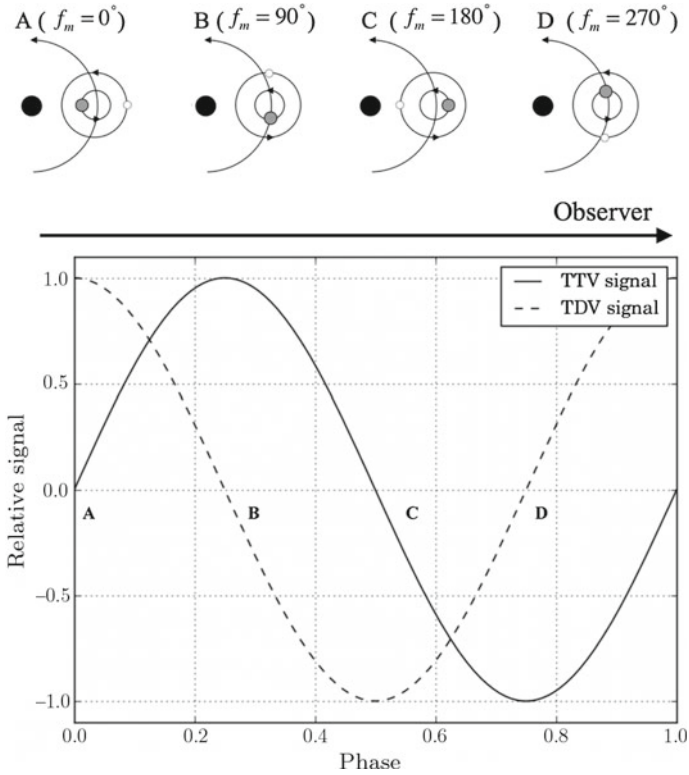 A ( f_m = 0° ) B ( f_m = 90° ) C ( f_m = 180° ) D ( f_m = 270° )
Observer
1.0
0.5
0.0
−0.5
−1.0
Relative signal
TTV signal
TDV signal
A B C D
0.0 0.2 0.4 0.6 0.8 1.0
Phase